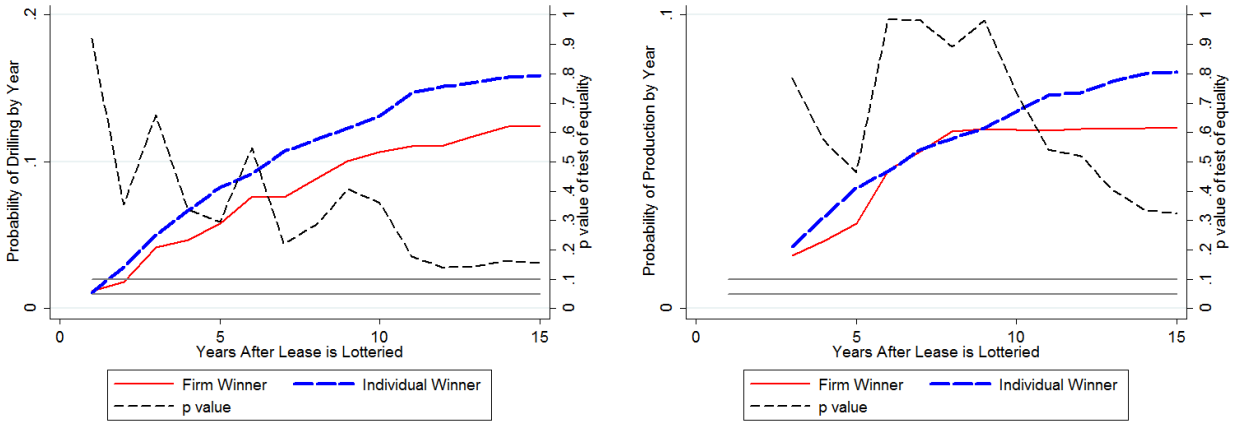 Probability of Drilling by Year
0
.1
.2
p value of test of equality
0
.1
.2
.3
.4
.5
.6
.7
.8
.9
1
0
5
10
15
Years After Lease is Lotteried
Firm Winner
Individual Winner
p value
Probability of Production by Year
0
.1
p value of test of equality
0
.1
.2
.3
.4
.5
.6
.7
.8
.9
1
0
5
10
15
Years After Lease is Lotteried
Firm Winner
Individual Winner
p value